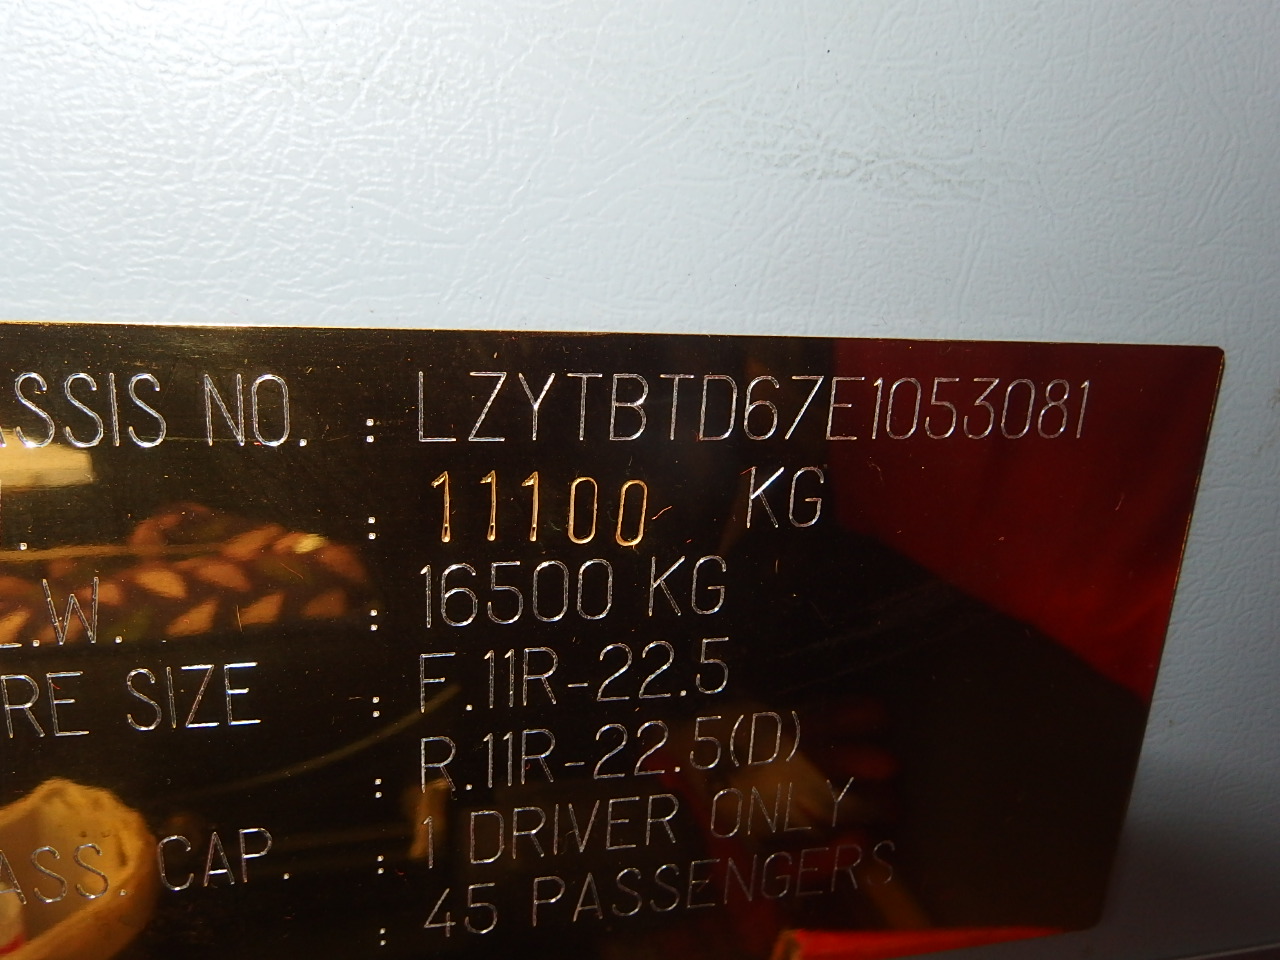 ASSIS NO. : LZYTBTD67E1053081
. : 11100 KG
.W. : 16500 KG
RE SIZE : F.11R-22.5
: R.11R-22.5(D)
ASS. CAP. : 1 DRIVER ONLY
: 45 PASSENGERS